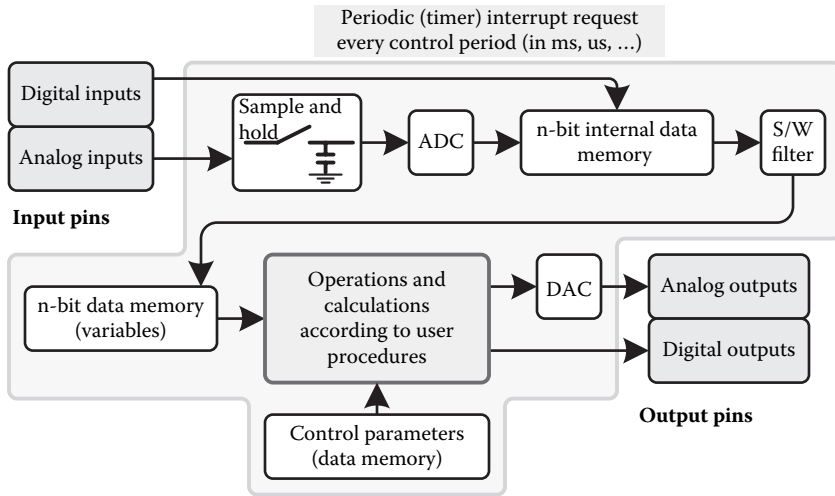 Periodic (timer) interrupt request
every control period (in ms, us, …)
Digital inputs
Analog inputs
Input pins
Sample and
hold
ADC
n-bit internal data
memory
S/W
filter
n-bit data memory
(variables)
Operations and
calculations
according to user
procedures
DAC
Analog outputs
Digital outputs
Output pins
Control parameters
(data memory)